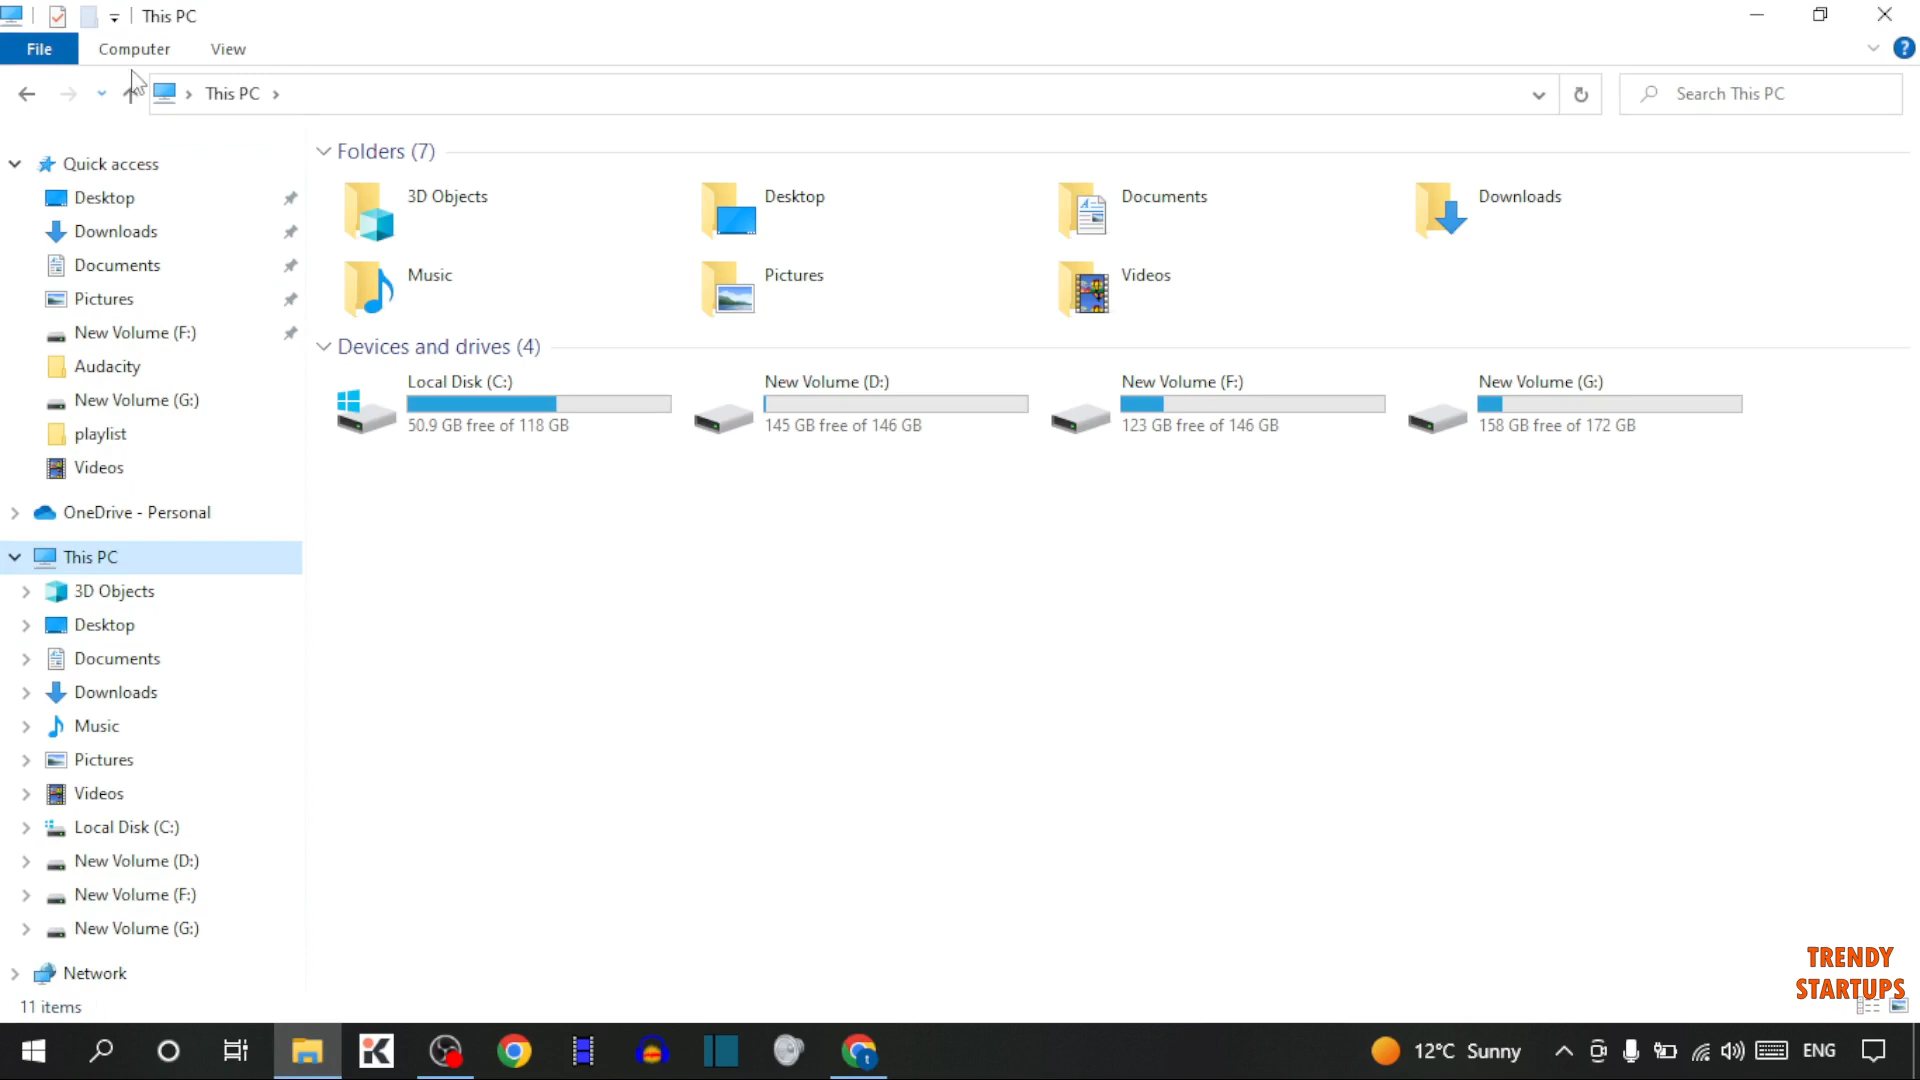 This PC
File Computer View
This PC
Search This PC
Quick access
Desktop
Downloads
Documents
Pictures
New Volume (F:)
Audacity
New Volume (G:)
playlist
Videos
OneDrive - Personal
This PC
3D Objects
Desktop
Documents
Downloads
Music
Pictures
Videos
Local Disk (C:)
New Volume (D:)
New Volume (F:)
New Volume (G:)
Network
11 items
Folders (7)
3D Objects
Desktop
Documents
Downloads
Music
Pictures
Videos
Devices and drives (4)
Local Disk (C:)
50.9 GB free of 118 GB
New Volume (D:)
145 GB free of 146 GB
New Volume (F:)
123 GB free of 146 GB
New Volume (G:)
158 GB free of 172 GB
TRENDY
STARTUPS
12°C Sunny
ENG